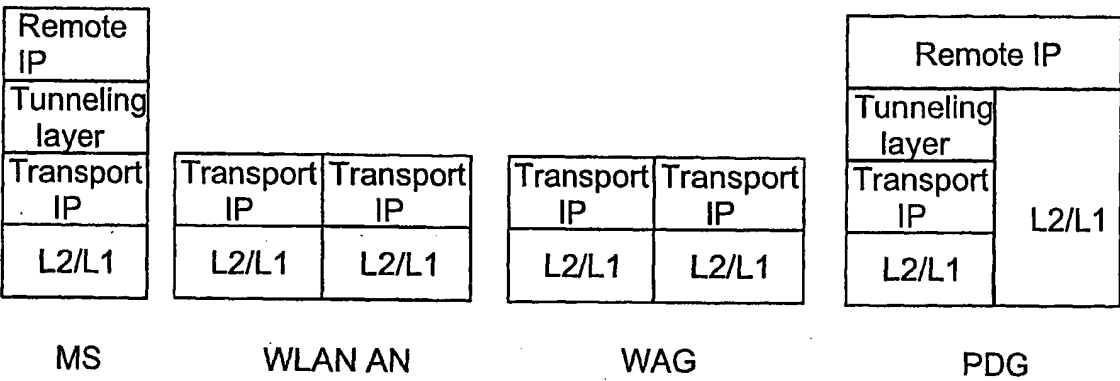 Remote
IP
Tunneling
layer
Transport
IP
L2/L1
Transport
IP
Transport
IP
L2/L1
L2/L1
Transport
IP
Transport
IP
L2/L1
L2/L1
Remote IP
Tunneling
layer
Transport
IP
L2/L1
L2/L1
MS
WLAN AN
WAG
PDG